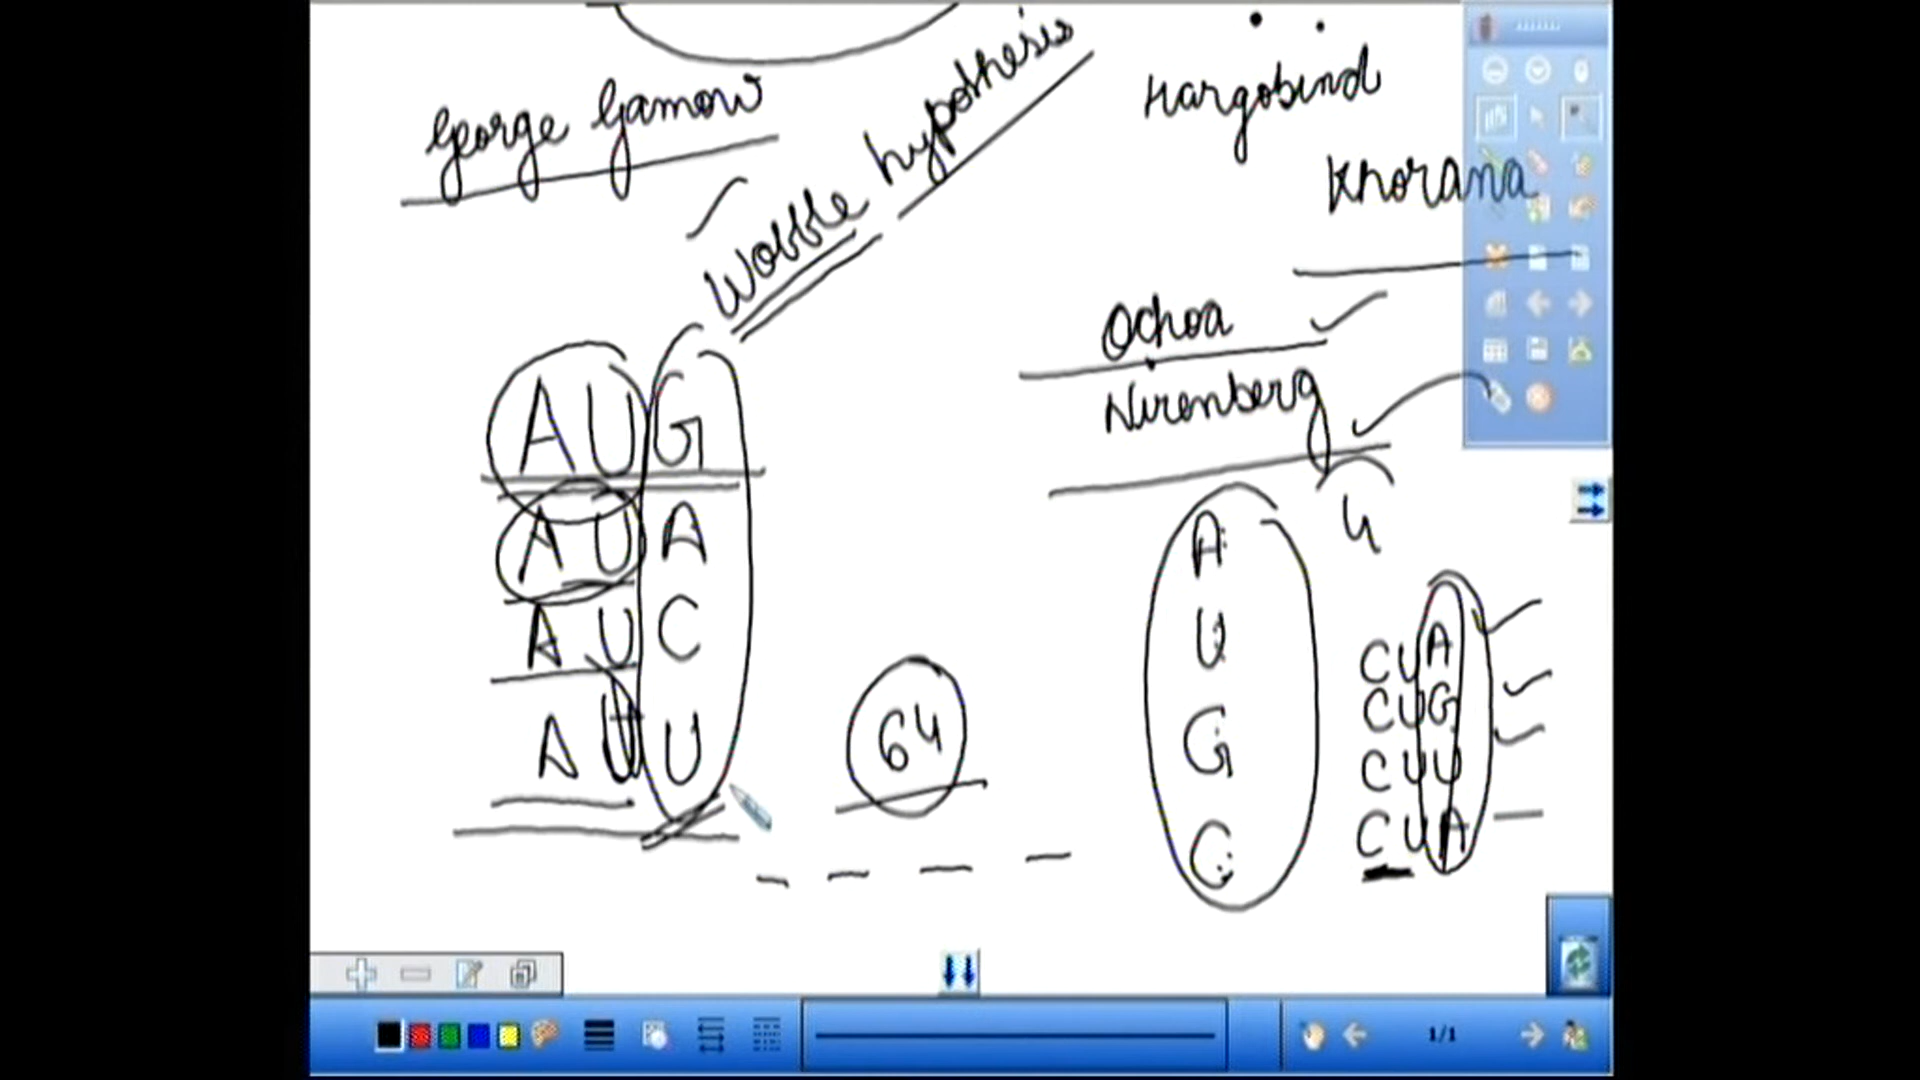 George Gamow
Wobble hypothesis
Hargobind
Khorana
Ochoa
Nirenberg
4
AUG
AUA
AUC
AUU
64
A
U
G
C
CUA
CUG
CUU
CUA
1/1